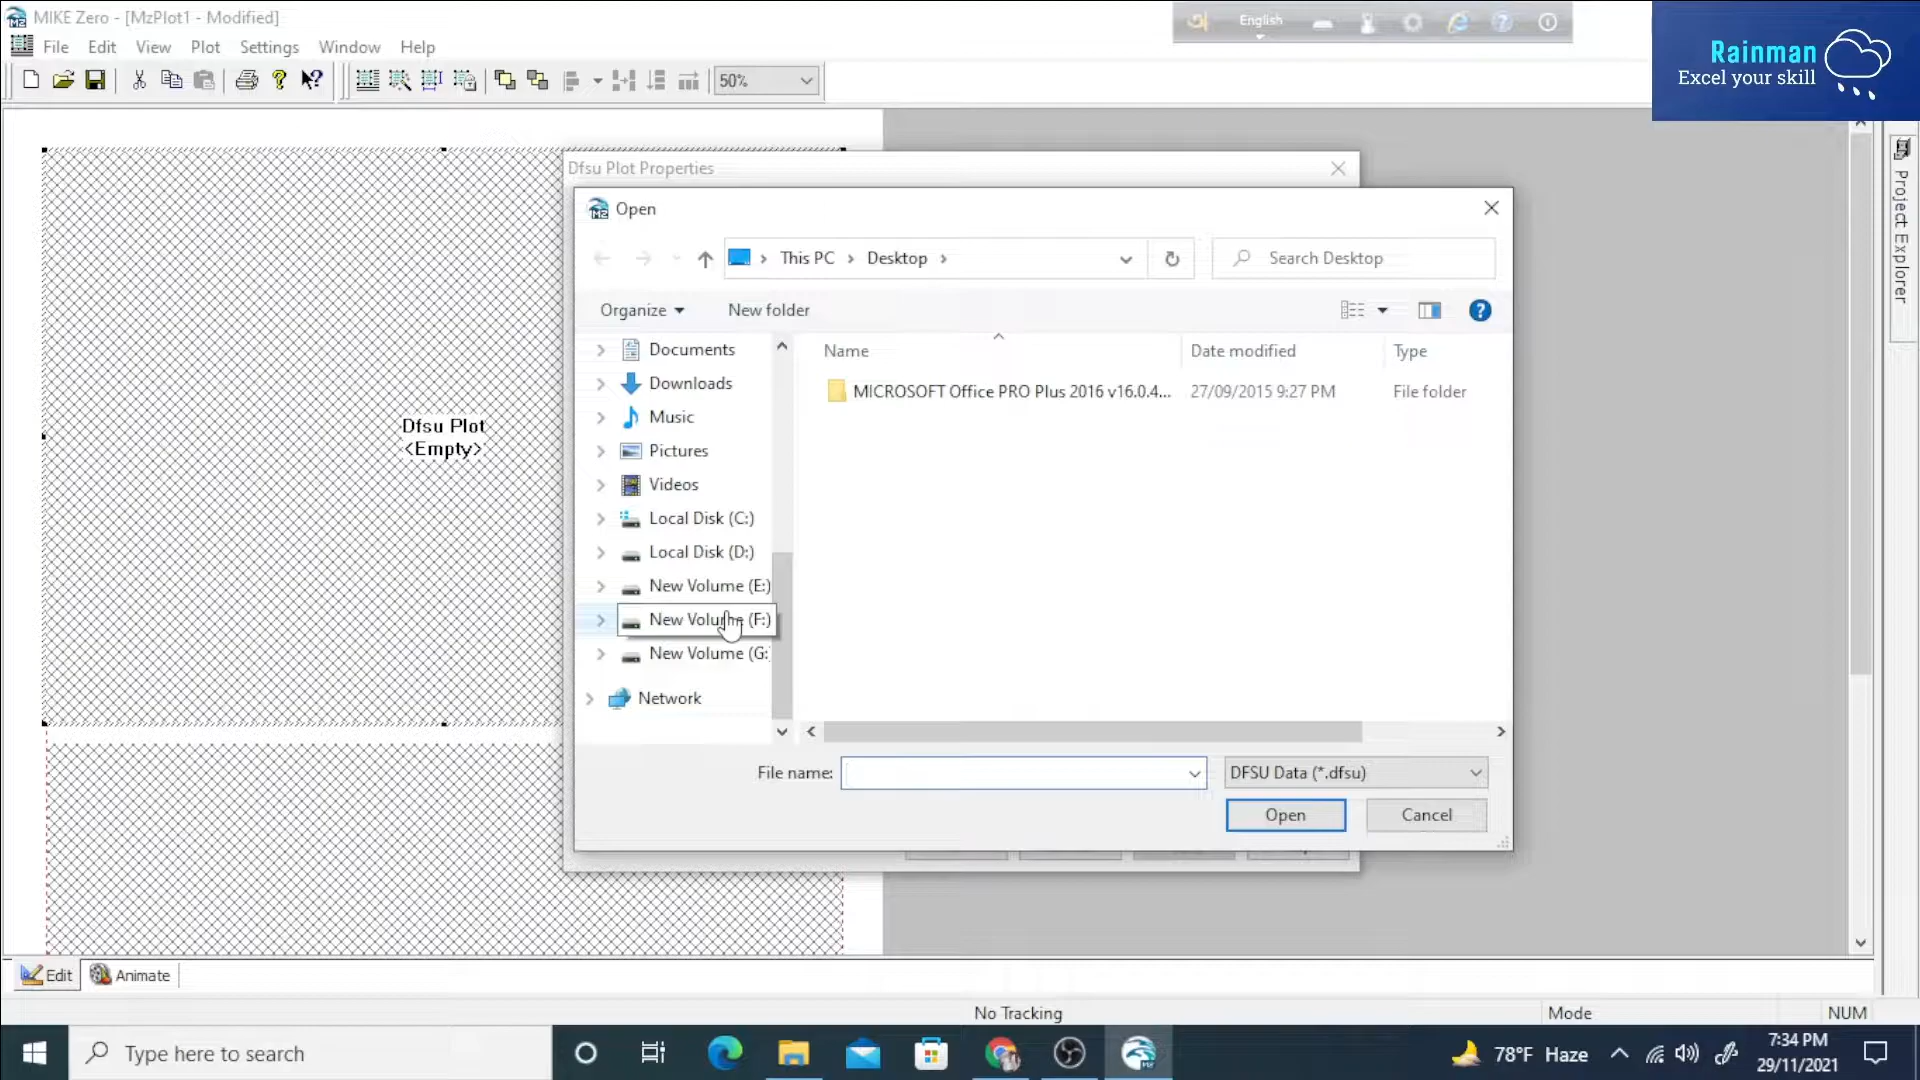 MIKE Zero - [MzPlot1 - Modified]
English
Rainman
Excel your skill
File Edit View Plot Settings Window Help
50%
Dfsu Plot Properties
Open
This PC › Desktop ›
Search Desktop
Organize New folder
Name Date modified Type
Documents
Downloads
Music
Pictures
Videos
Local Disk (C:)
Local Disk (D:)
New Volume (E:)
New Volume (F:)
New Volume (G:
Network
MICROSOFT Office PRO Plus 2016 v16.0.4... 27/09/2015 9:27 PM File folder
Dfsu Plot
<Empty>
Project Explorer
File name: DFSU Data (*.dfsu)
Open Cancel
Edit Animate
No Tracking Mode NUM
Type here to search
78°F Haze
7:34 PM
29/11/2021